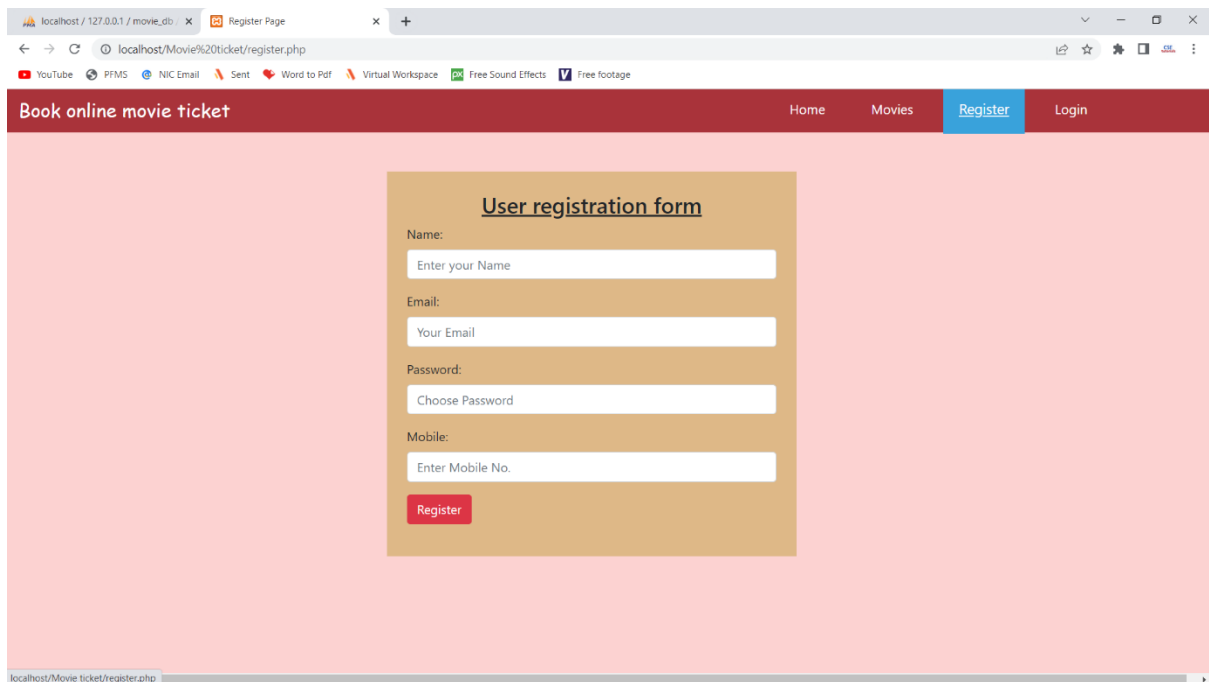 localhost / 127.0.0.1 / movie_db / Register Page
localhost/Movie%20ticket/register.php
YouTube PFMS NIC Email Sent Word to Pdf Virtual Workspace Free Sound Effects Free footage
Book online movie ticket Home Movies Register Login
User registration form
Name:
Enter your Name
Email:
Your Email
Password:
Choose Password
Mobile:
Enter Mobile No.
Register
localhost/Movie ticket/register.php